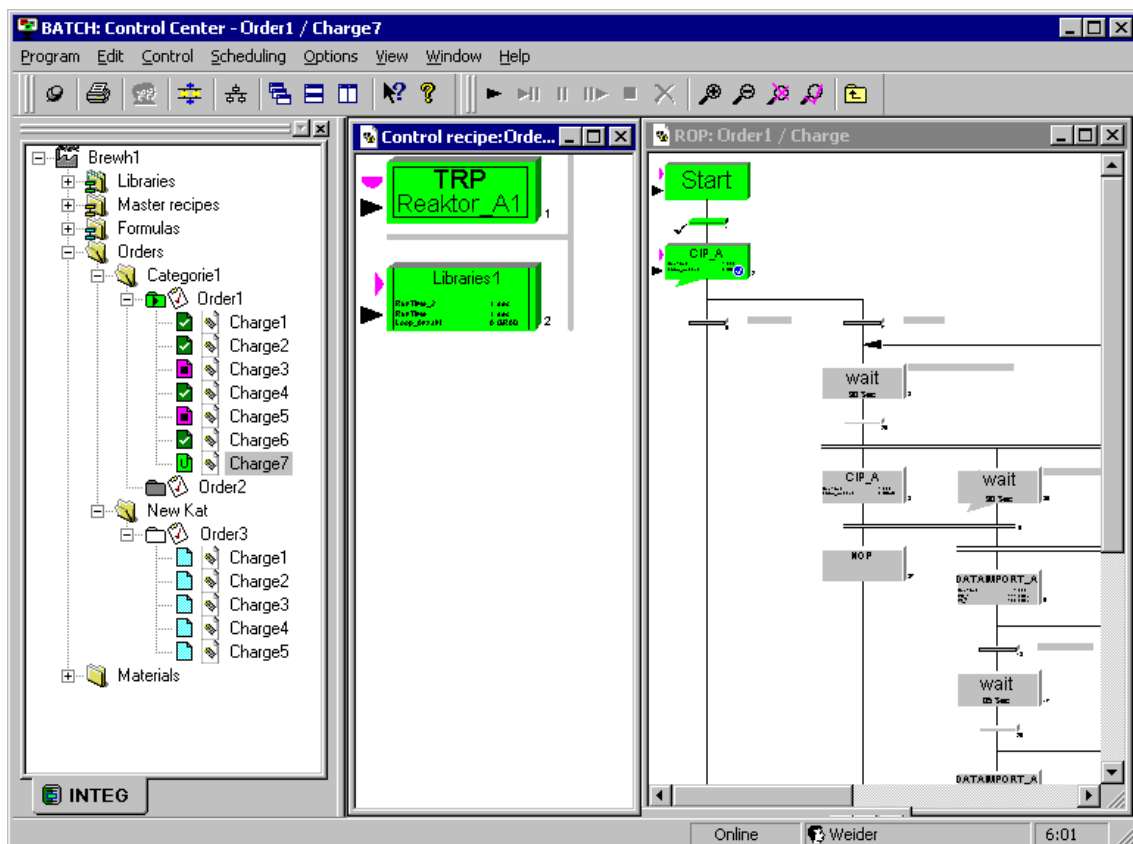 BATCH: Control Center - Order1 / Charge7
Program Edit Control Scheduling Options View Window Help
Brewh1
Libraries
Master recipes
Formulas
Orders
Categorie1
Order1
Charge1
Charge2
Charge3
Charge4
Charge5
Charge6
Charge7
Order2
New Kat
Order3
Charge1
Charge2
Charge3
Charge4
Charge5
Materials
INTEG
Control recipe:Orde...
TRP
Reaktor_A1
1
Libraries1
2
ROP: Order1 / Charge
Start
CIP_A
wait
CIP_A
wait
NOP
DATAIMPORT_A
wait
DATAIMPORT_A
Online
Weider
6:01